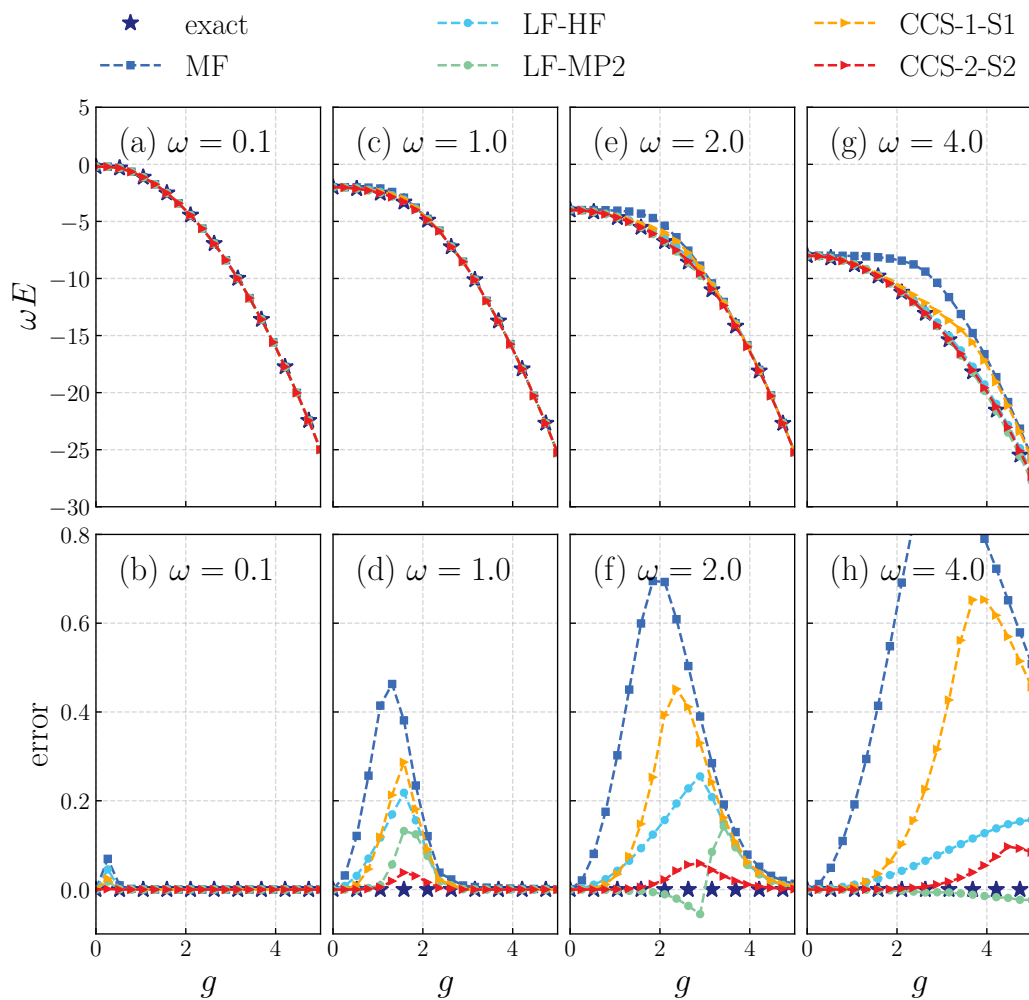 exact LF-HF CCS-1-S1
MF LF-MP2 CCS-2-S2
(a) ω = 0.1 (c) ω = 1.0 (e) ω = 2.0 (g) ω = 4.0
5
0
−5
−10
−15
−20
−25
−30
ωE
(b) ω = 0.1 (d) ω = 1.0 (f) ω = 2.0 (h) ω = 4.0
0.8
0.6
0.4
0.2
0.0
error
0 2 4 0 2 4 0 2 4 0 2 4
g g g g